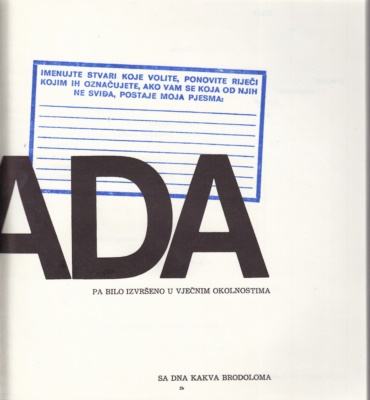 IMENUJTE STVARI KOJE VOLITE, PONOVITE RIJEČI
KOJIM IH OZNAČUJETE, AKO VAM SE KOJA OD NJIH
NE SVIĐA, POSTAJE MOJA PJESMA:
ADA
PA BILO IZVRŠENO U VJEČNIM OKOLNOSTIMA
SA DNA KAKVA BRODOLOMA